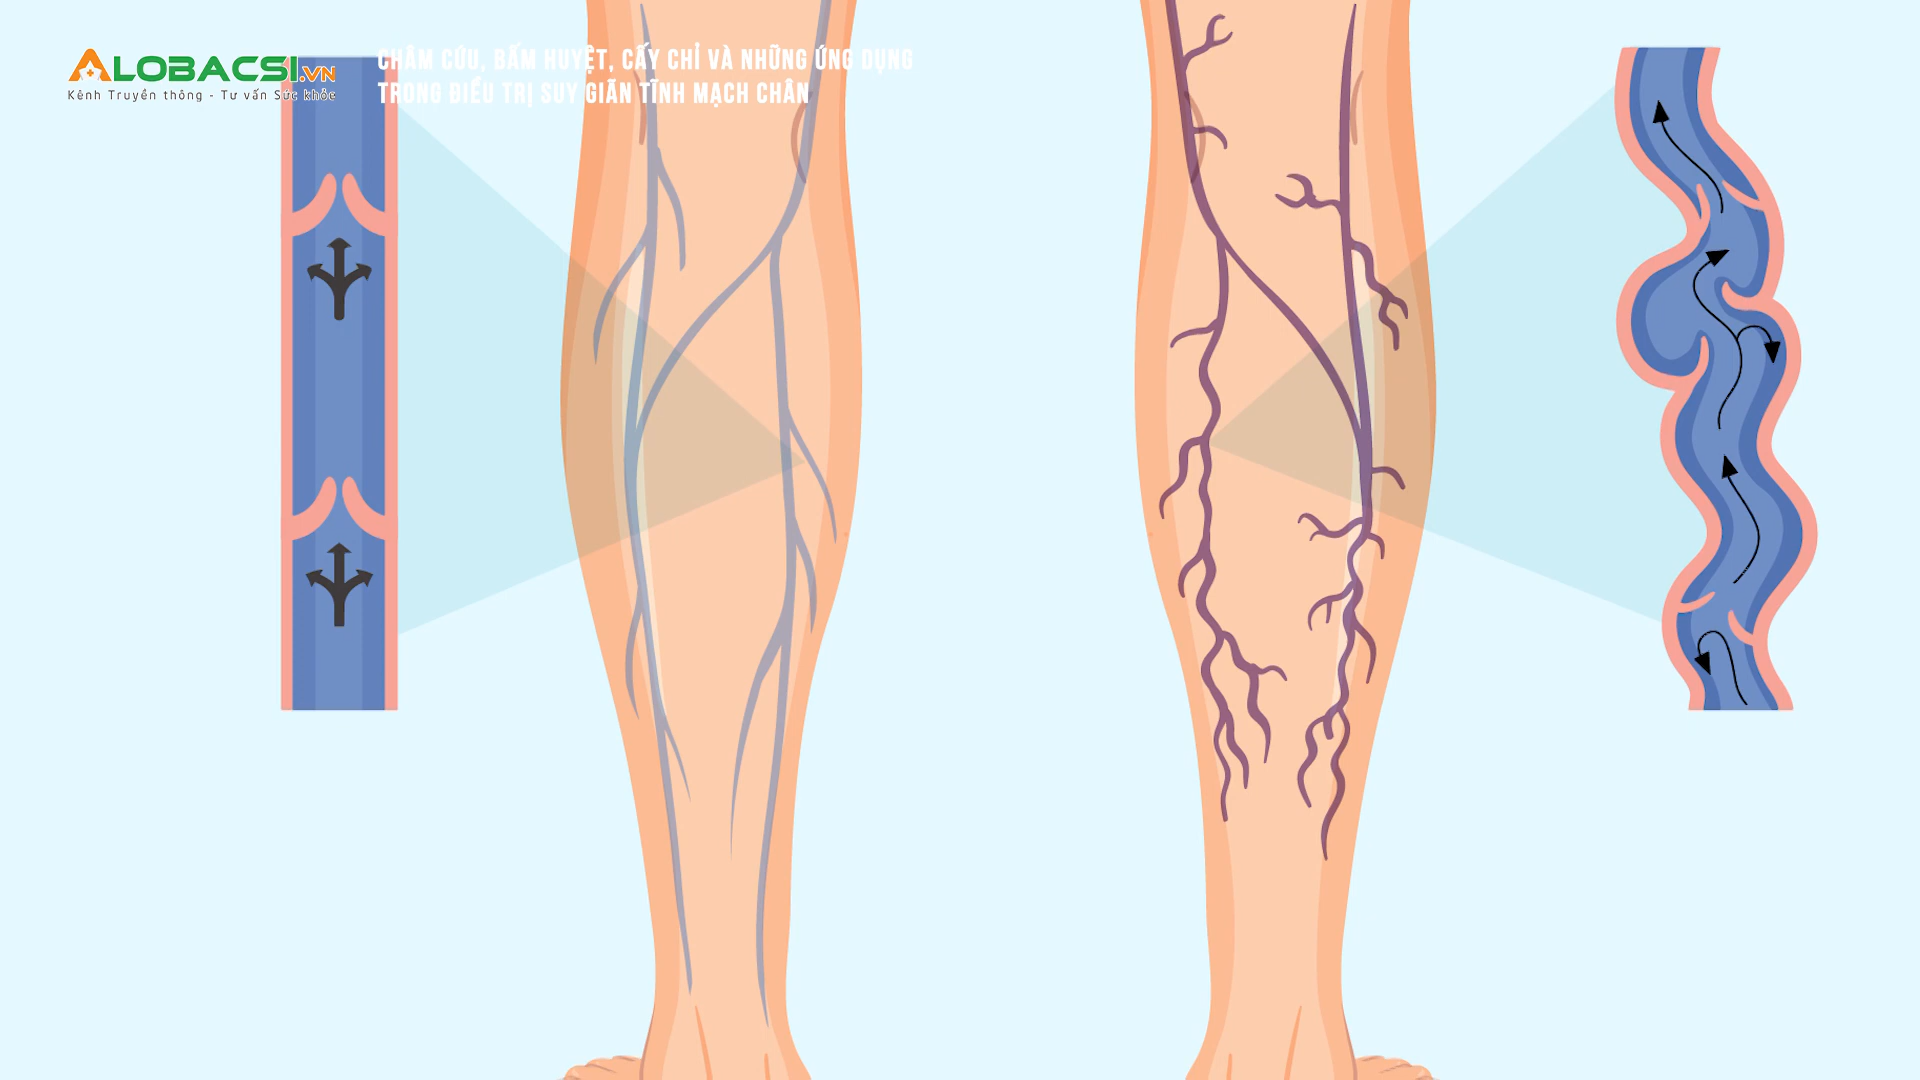 ALOBACSI.VN
Kênh Truyền thông - Tư vấn Sức khỏe
CHÂM CỨU, BẤM HUYỆT, CẤY CHỈ VÀ NHỮNG ỨNG DỤNG
TRONG ĐIỀU TRỊ SUY GIÃN TĨNH MẠCH CHÂN